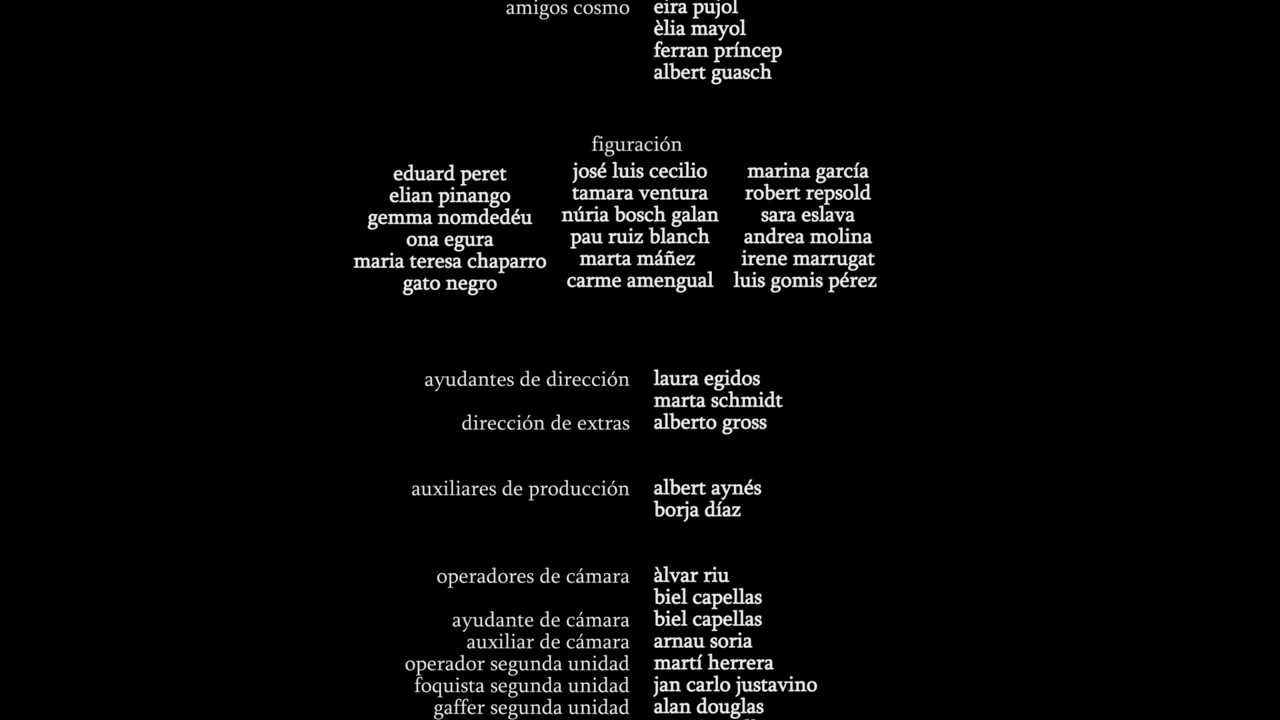 amigos cosmo eira pujol
èlia mayol
ferran príncep
albert guasch
figuración
eduard peret josé luis cecilio marina garcía
elian pinango tamara ventura robert repsold
gemma nomdedéu núria bosch galan sara eslava
ona egura pau ruiz blanch andrea molina
maria teresa chaparro marta máñez irene marrugat
gato negro carme amengual luis gomis pérez
ayudantes de dirección laura egidos
marta schmidt
dirección de extras alberto gross
auxiliares de producción albert aynés
borja díaz
operadores de cámara àlvar riu
biel capellas
ayudante de cámara biel capellas
auxiliar de cámara arnau soria
operador segunda unidad martí herrera
foquista segunda unidad jan carlo justavino
gaffer segunda unidad alan douglas